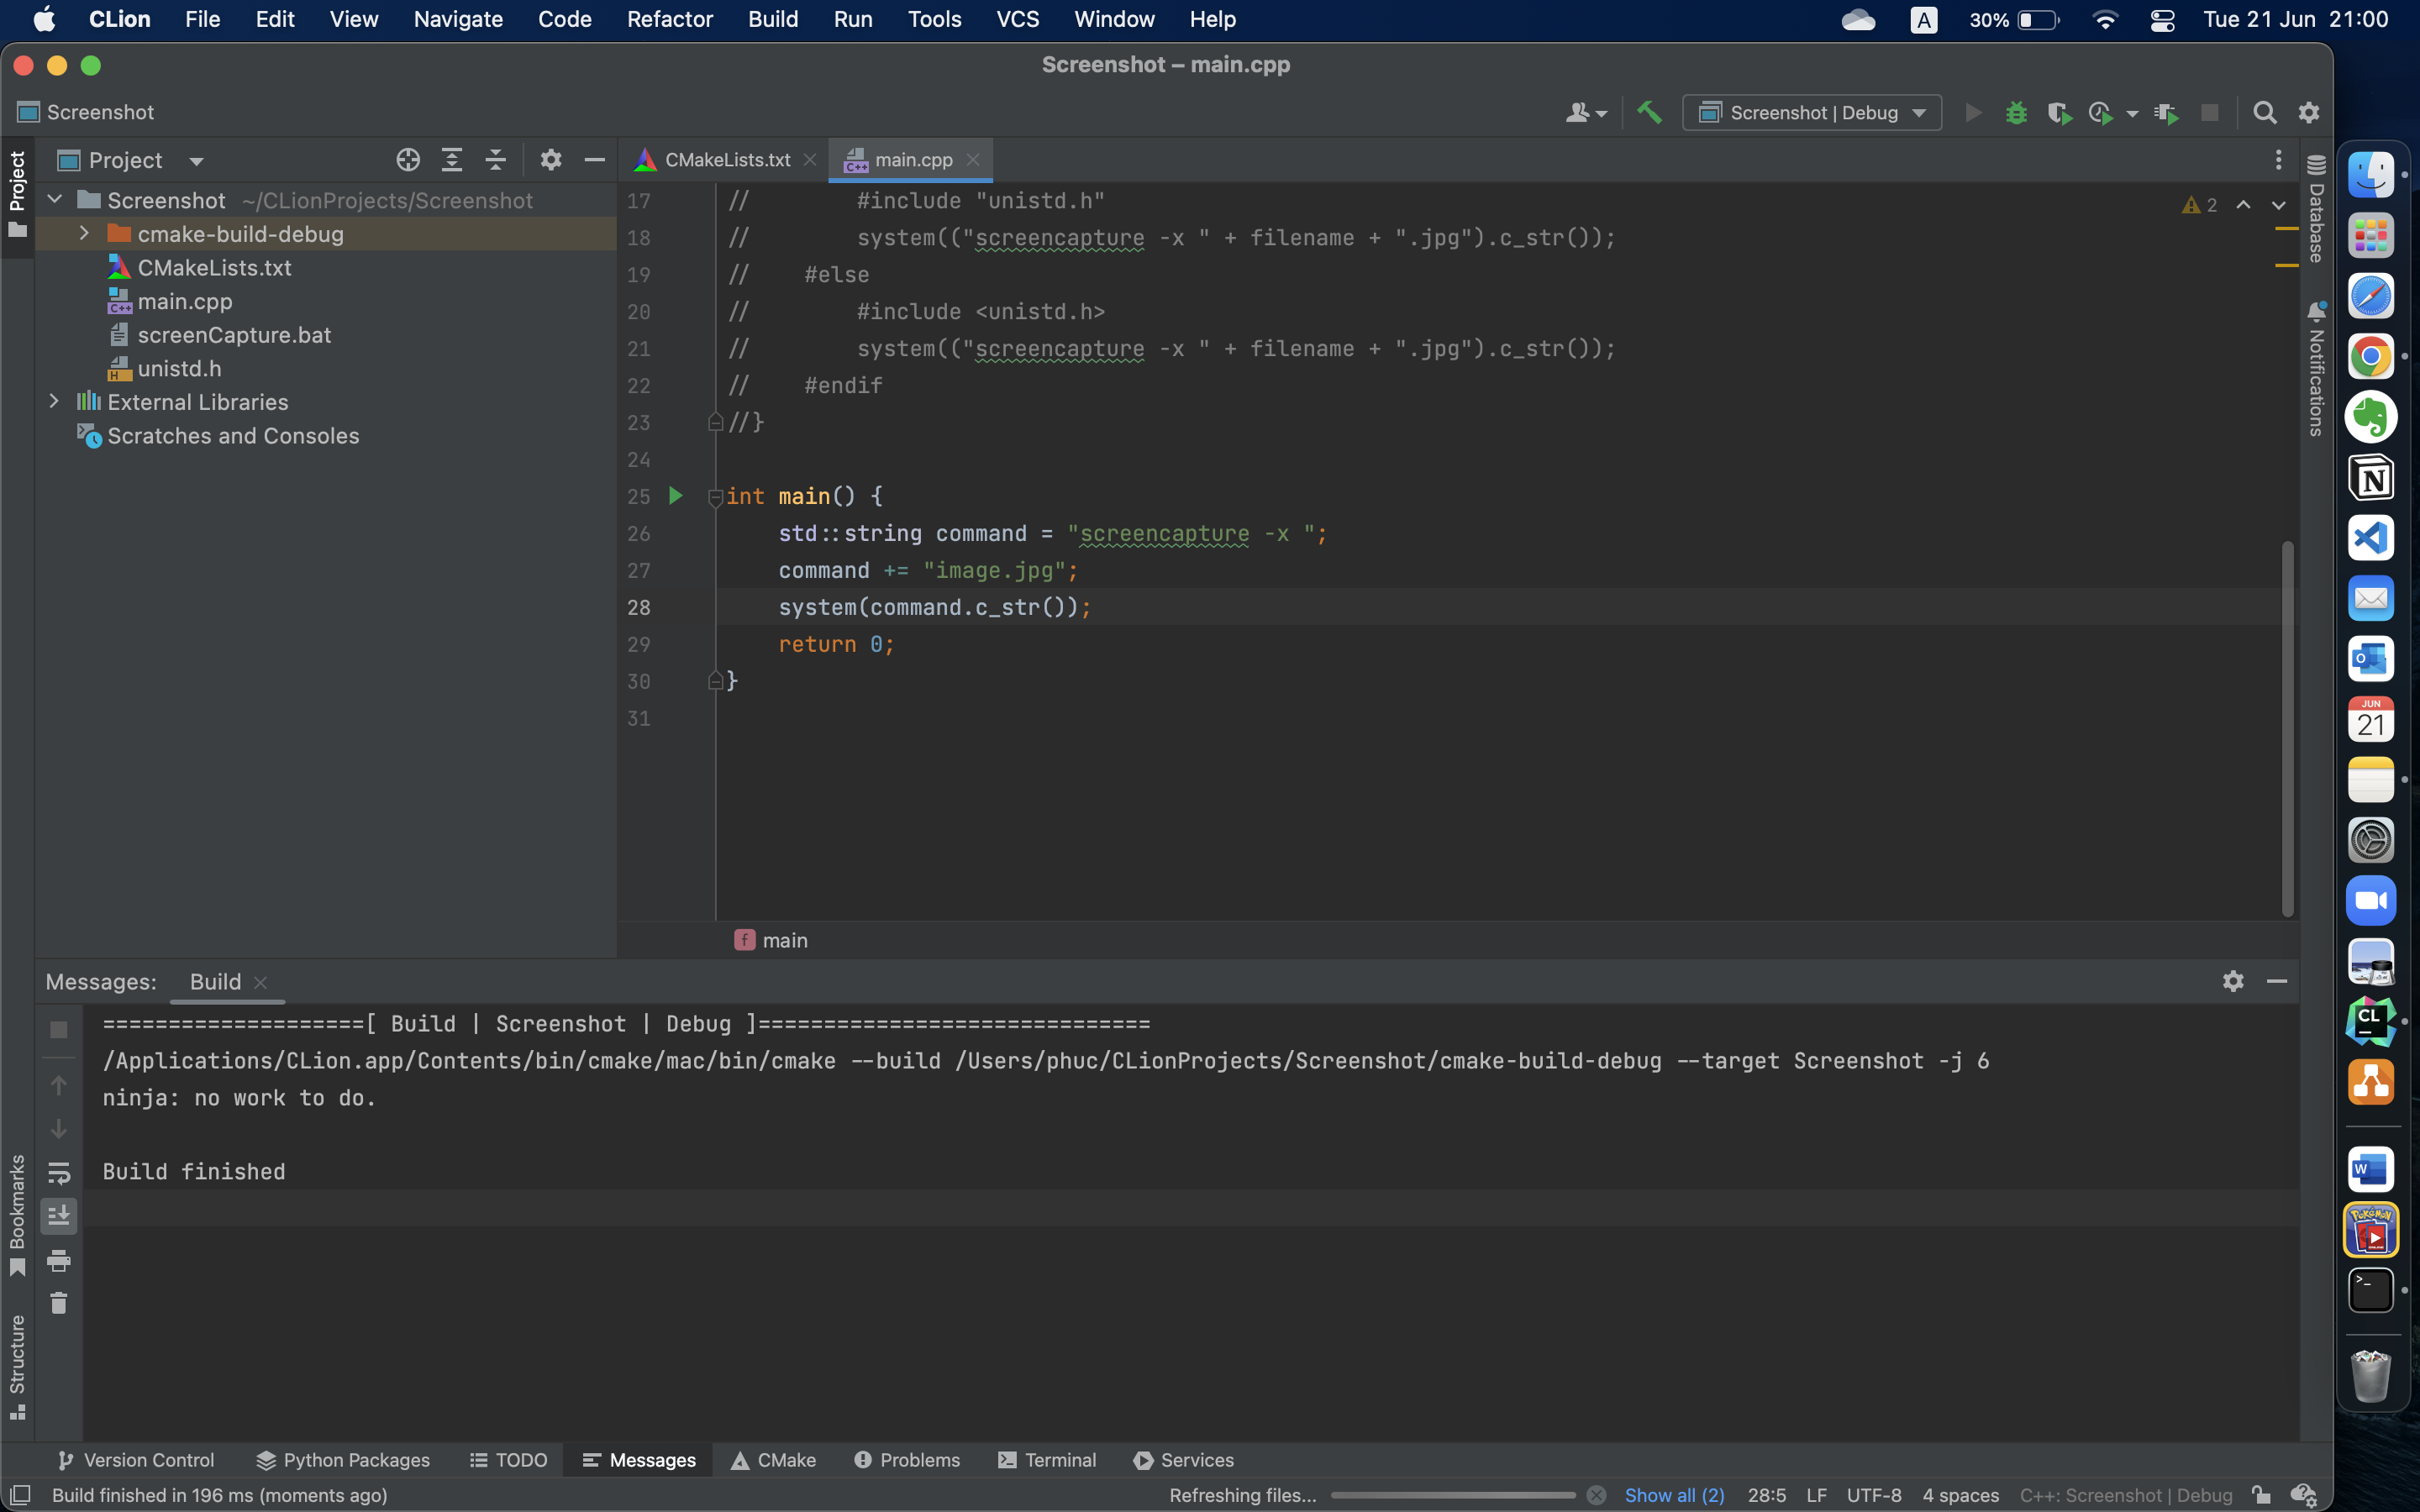 CLion File Edit View Navigate Code Refactor Build Run Tools VCS Window Help A 30% Tue 21 Jun 21:00
Screenshot – main.cpp
Screenshot Screenshot | Debug
Project CMakeLists.txt main.cpp
Project
Screenshot ~/CLionProjects/Screenshot
cmake-build-debug
CMakeLists.txt
main.cpp
screenCapture.bat
unistd.h
External Libraries
Scratches and Consoles
2
17 // #include "unistd.h"
18 // system(("screencapture -x " + filename + ".jpg").c_str());
19 // #else
20 // #include <unistd.h>
21 // system(("screencapture -x " + filename + ".jpg").c_str());
22 // #endif
23 //}
24
25 int main() {
26 std::string command = "screencapture -x ";
27 command += "image.jpg";
28 system(command.c_str());
29 return 0;
30 }
31
f main
Database
Notifications
JUN
21
CL
W
Pokémon
Messages: Build
====================[ Build | Screenshot | Debug ]==============================
/Applications/CLion.app/Contents/bin/cmake/mac/bin/cmake --build /Users/phuc/CLionProjects/Screenshot/cmake-build-debug --target Screenshot -j 6
ninja: no work to do.
Build finished
Bookmarks
Structure
Version Control Python Packages TODO Messages CMake Problems Terminal Services
Build finished in 196 ms (moments ago) Refreshing files... Show all (2) 28:5 LF UTF-8 4 spaces C++: Screenshot | Debug